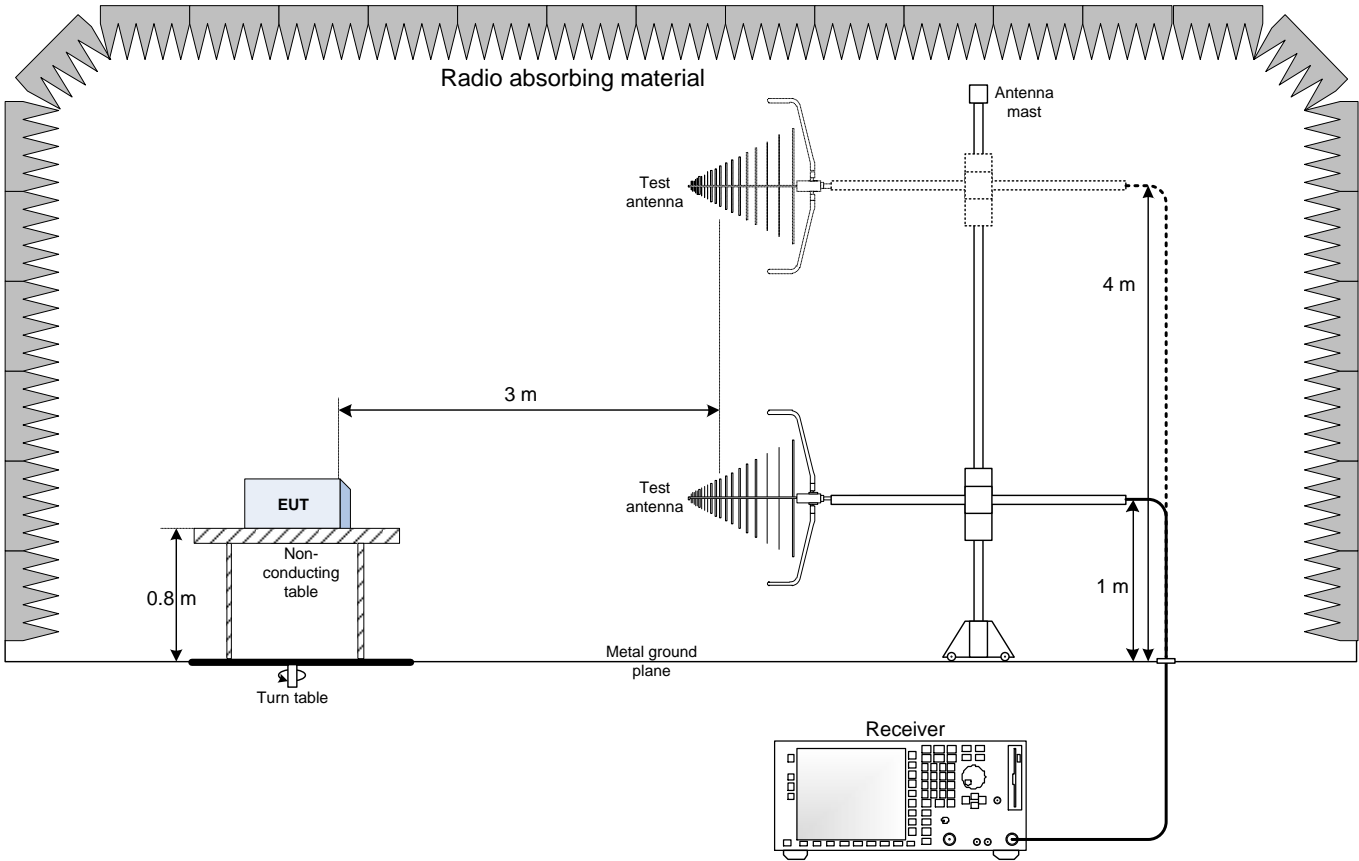 Radio absorbing material
Antenna
mast
Test
antenna
4 m
3 m
Test
antenna
EUT
Non-
conducting
table
0.8 m
1 m
Metal ground
plane
Turn table
Receiver